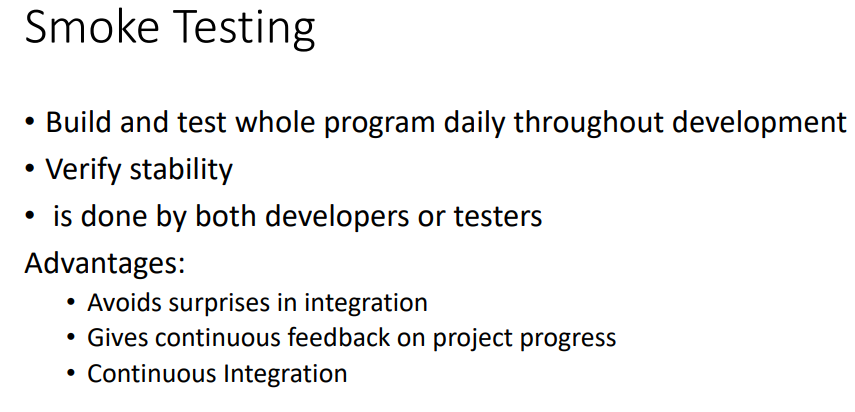 Smoke Testing
• Build and test whole program daily throughout development
• Verify stability
• is done by both developers or testers
Advantages:
• Avoids surprises in integration
• Gives continuous feedback on project progress
• Continuous Integration